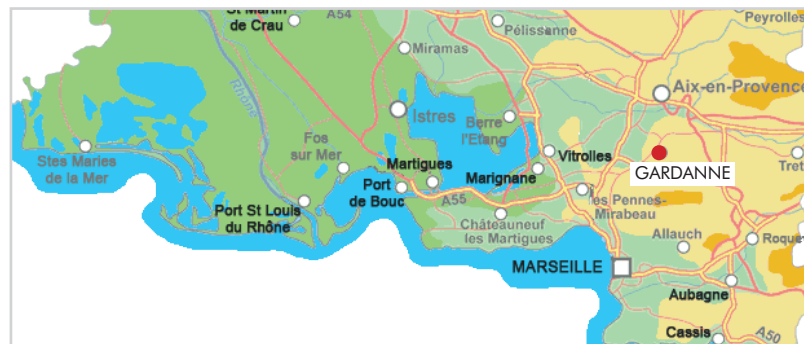 St Martin
de Crau
A54
Pélissanne
Peyrolles
Miramas
Rhône
Istres
Berre
l'Etang
Aix-en-Provence
Fos
sur Mer
Stes Maries
de la Mer
Martigues
Vitrolles
Marignane
GARDANNE
Tret
Port
de Bouc
A55
les Pennes-
Mirabeau
Port St Louis
du Rhône
Châteauneuf
les Martigues
Allauch
Roque
MARSEILLE
Aubagne
Cassis
A50